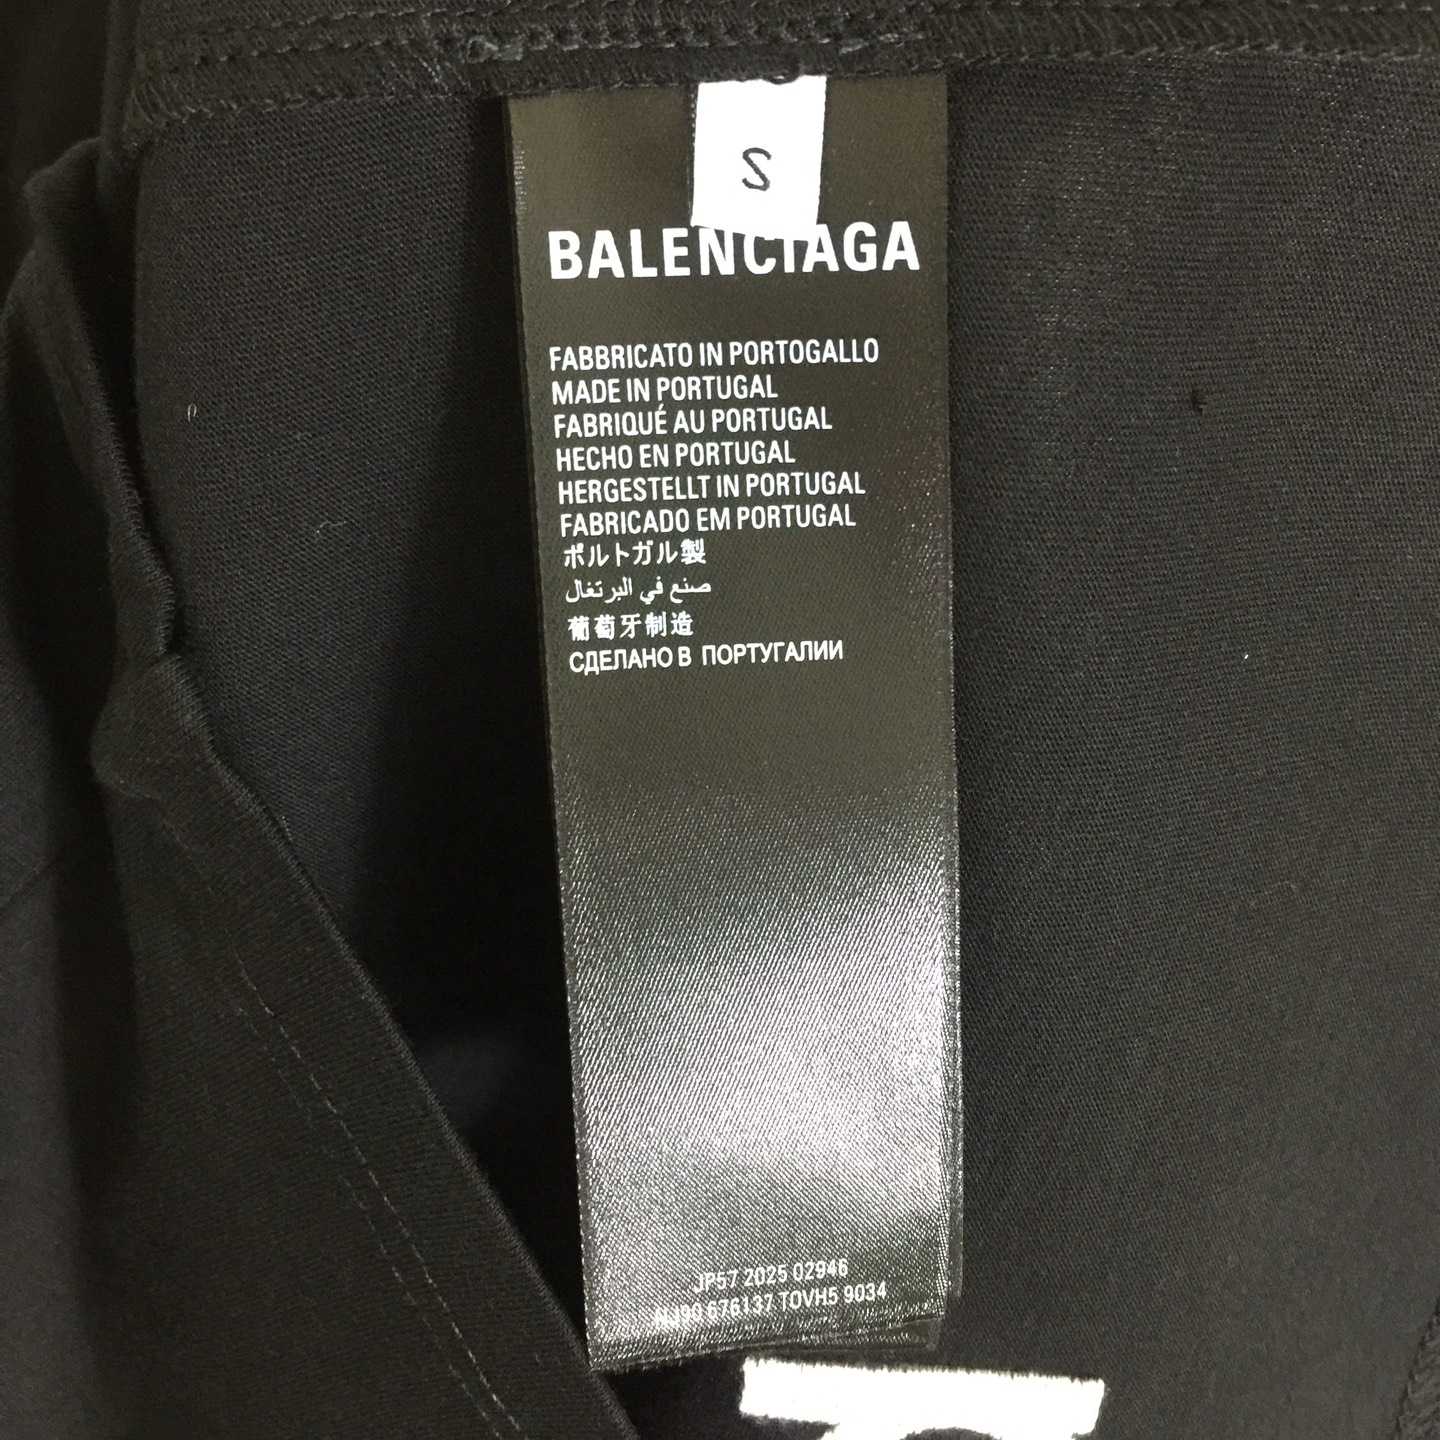 S
BALENCIAGA
FABBRICATO IN PORTOGALLO
MADE IN PORTUGAL
FABRIQUÉ AU PORTUGAL
HECHO EN PORTUGAL
HERGESTELLT IN PORTUGAL
FABRICADO EM PORTUGAL
ポルトガル製
صنع في البرتغال
葡萄牙制造
СДЕЛАНО В ПОРТУГАЛИИ
JP57 2025 02946
676137 TOVH5 9034